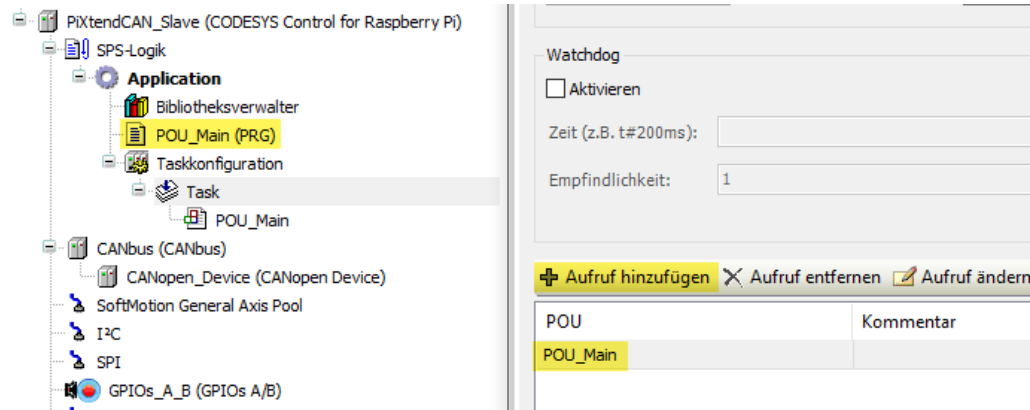 PiXtendCAN_Slave (CODESYS Control for Raspberry Pi)
SPS-Logik
Application
Bibliotheksverwalter
POU_Main (PRG)
Taskkonfiguration
Task
POU_Main
CANbus (CANbus)
CANopen_Device (CANopen Device)
SoftMotion General Axis Pool
I²C
SPI
GPIOs_A_B (GPIOs A/B)
Watchdog
Aktivieren
Zeit (z.B. t#200ms):
Empfindlichkeit: 1
Aufruf hinzufügen Aufruf entfernen Aufruf ändern
POU Kommentar
POU_Main